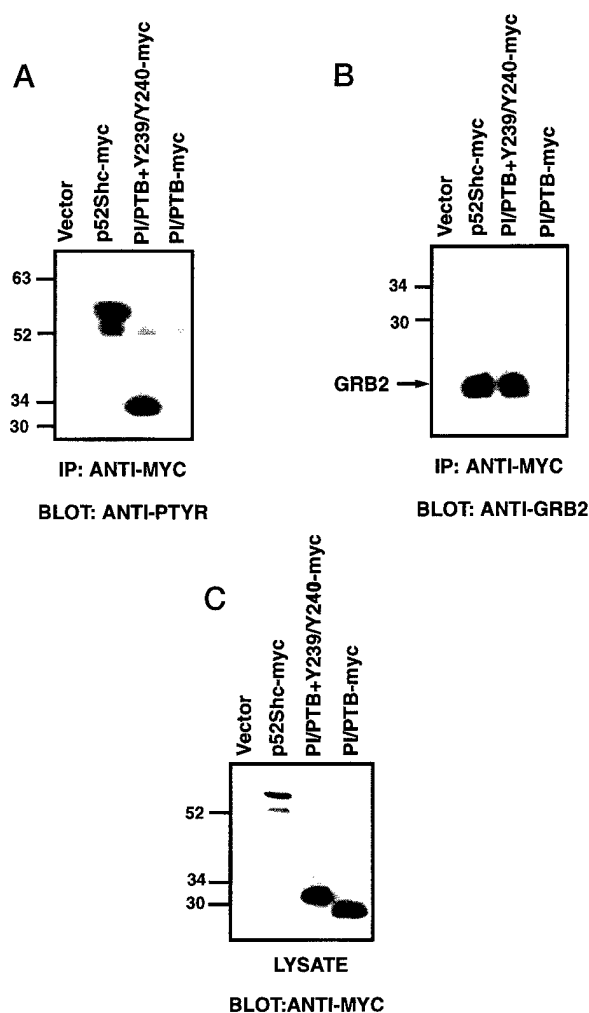 A
Vector
p52Shc-myc
PI/PTB+Y239/Y240-myc
PI/PTB-myc
63
52
34
30
IP: ANTI-MYC
BLOT: ANTI-PTYR
B
Vector
p52Shc-myc
PI/PTB+Y239/Y240-myc
PI/PTB-myc
34
30
GRB2
IP: ANTI-MYC
BLOT: ANTI-GRB2
C
Vector
p52Shc-myc
PI/PTB+Y239/Y240-myc
PI/PTB-myc
52
34
30
LYSATE
BLOT:ANTI-MYC